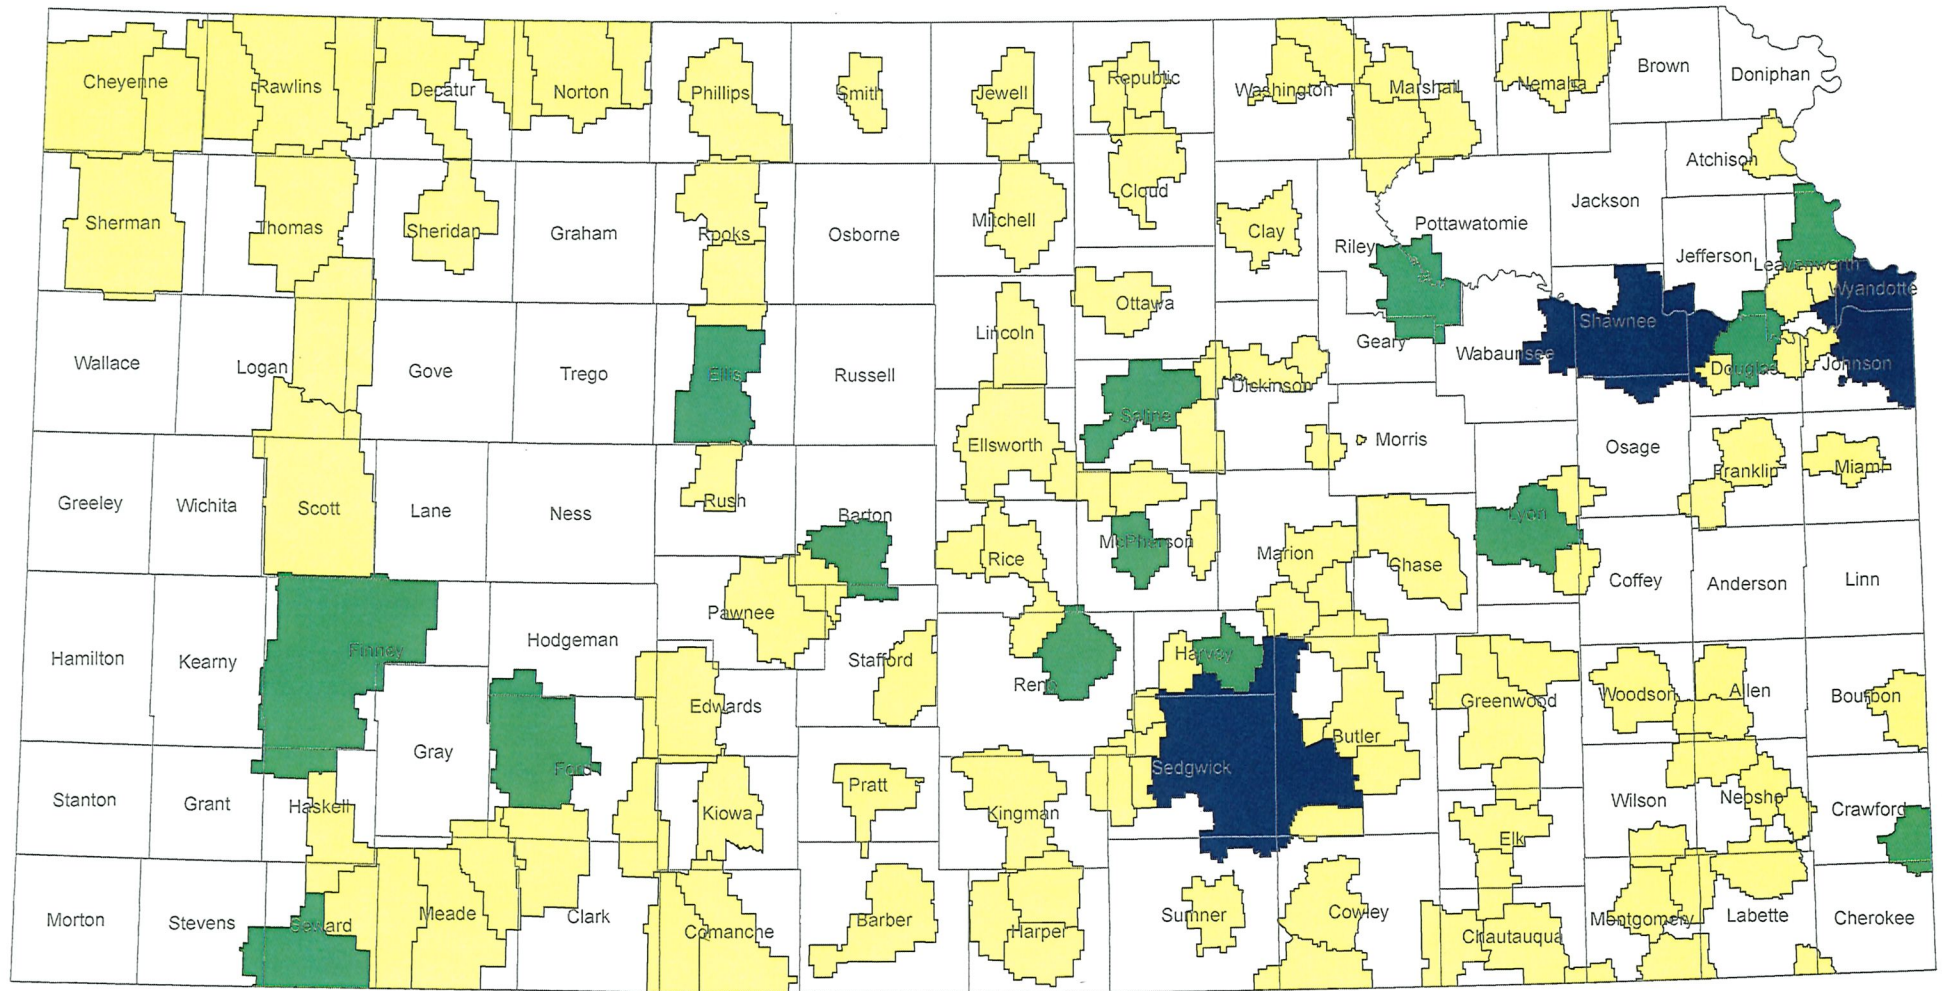 Cheyenne
Rawlins
Decatur
Norton
Phillips
Smith
Jewell
Republic
Washington
Marshall
Nemaha
Brown
Doniphan
Sherman
Thomas
Sheridan
Graham
Rooks
Osborne
Mitchell
Cloud
Clay
Riley
Pottawatomie
Jackson
Atchison
Jefferson
Leavenworth
Wyandotte
Wallace
Logan
Gove
Trego
Ellis
Russell
Lincoln
Ottawa
Saline
Dickinson
Geary
Wabaunsee
Shawnee
Douglas
Johnson
Greeley
Wichita
Scott
Lane
Ness
Rush
Barton
Ellsworth
Rice
McPherson
Marion
Morris
Chase
Lyon
Osage
Franklin
Miami
Coffey
Anderson
Linn
Hamilton
Kearny
Finney
Hodgeman
Pawnee
Stafford
Edwards
Reno
Harvey
Sedgwick
Butler
Greenwood
Woodson
Allen
Bourbon
Stanton
Grant
Haskell
Gray
Ford
Kiowa
Pratt
Kingman
Elk
Wilson
Neosho
Crawford
Morton
Stevens
Seward
Meade
Clark
Comanche
Barber
Harper
Sumner
Cowley
Chautauqua
Montgomery
Labette
Cherokee